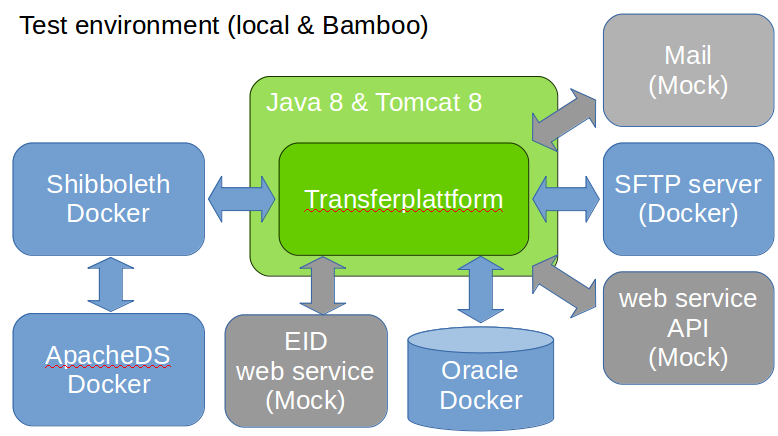 Test environment (local & Bamboo)
Mail
(Mock)
Java 8 & Tomcat 8
Shibboleth
Docker
Transferplattform
SFTP server
(Docker)
ApacheDS
Docker
EID
web service
(Mock)
Oracle
Docker
web service
API
(Mock)